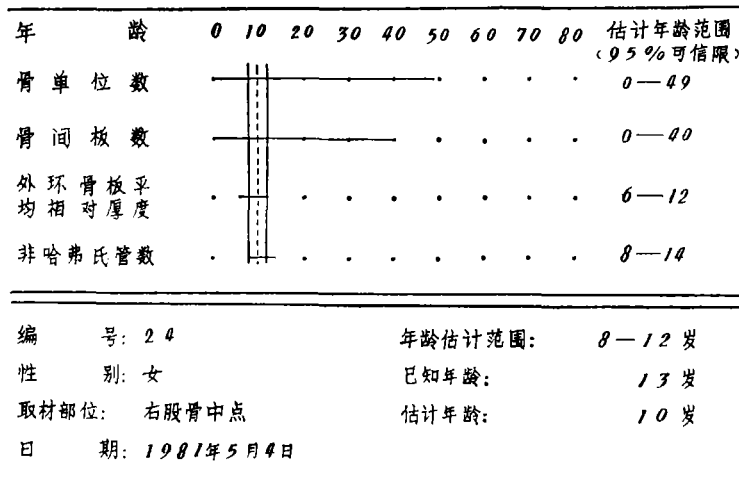 年龄 0 10 20 30 40 50 60 70 80 估计年龄范围
(95%可信限)
骨单位数 0—49
骨间板数 0—40
外环骨板平
均相对厚度 6—12
非哈弗氏管数 8—14
编号: 24 年龄估计范围: 8—12岁
性别: 女 已知年龄: 13岁
取材部位: 右股骨中点 估计年龄: 10岁
日期: 1981年5月4日